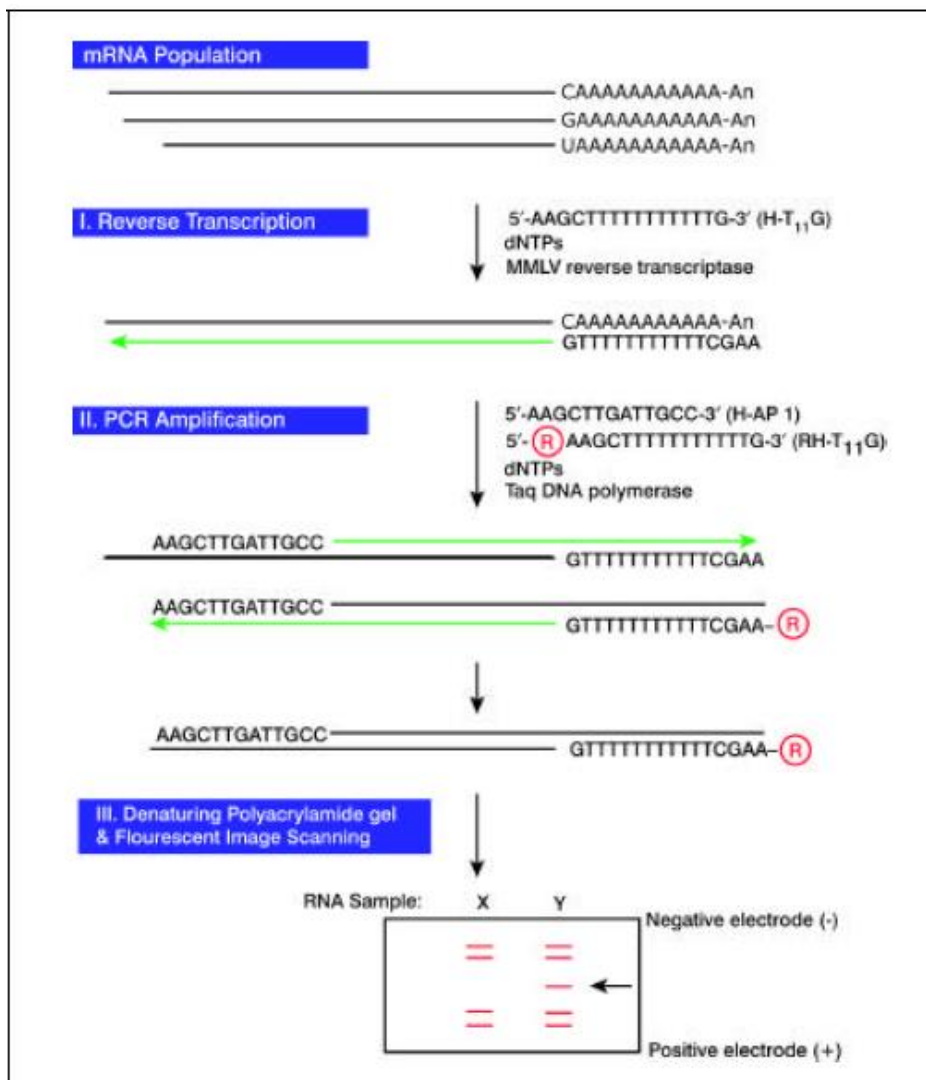 mRNA Population
CAAAAAAAAAAA-An
GAAAAAAAAAAA-An
UAAAAAAAAAAA-An
I. Reverse Transcription
5′-AAGCTTTTTTTTTTTG-3′ (H-T11G)
dNTPs
MMLV reverse transcriptase
CAAAAAAAAAAA-An
GTTTTTTTTTTTCGAA
II. PCR Amplification
5′-AAGCTTGATTGCC-3′ (H-AP 1)
5′- R AAGCTTTTTTTTTTTG-3′ (RH-T11G)
dNTPs
Taq DNA polymerase
AAGCTTGATTGCC
GTTTTTTTTTTTCGAA
AAGCTTGATTGCC
GTTTTTTTTTTTCGAA– R
AAGCTTGATTGCC
GTTTTTTTTTTTCGAA– R
III. Denaturing Polyacrylamide gel
& Flourescent Image Scanning
RNA Sample: X Y
Negative electrode (-)
Positive electrode (+)